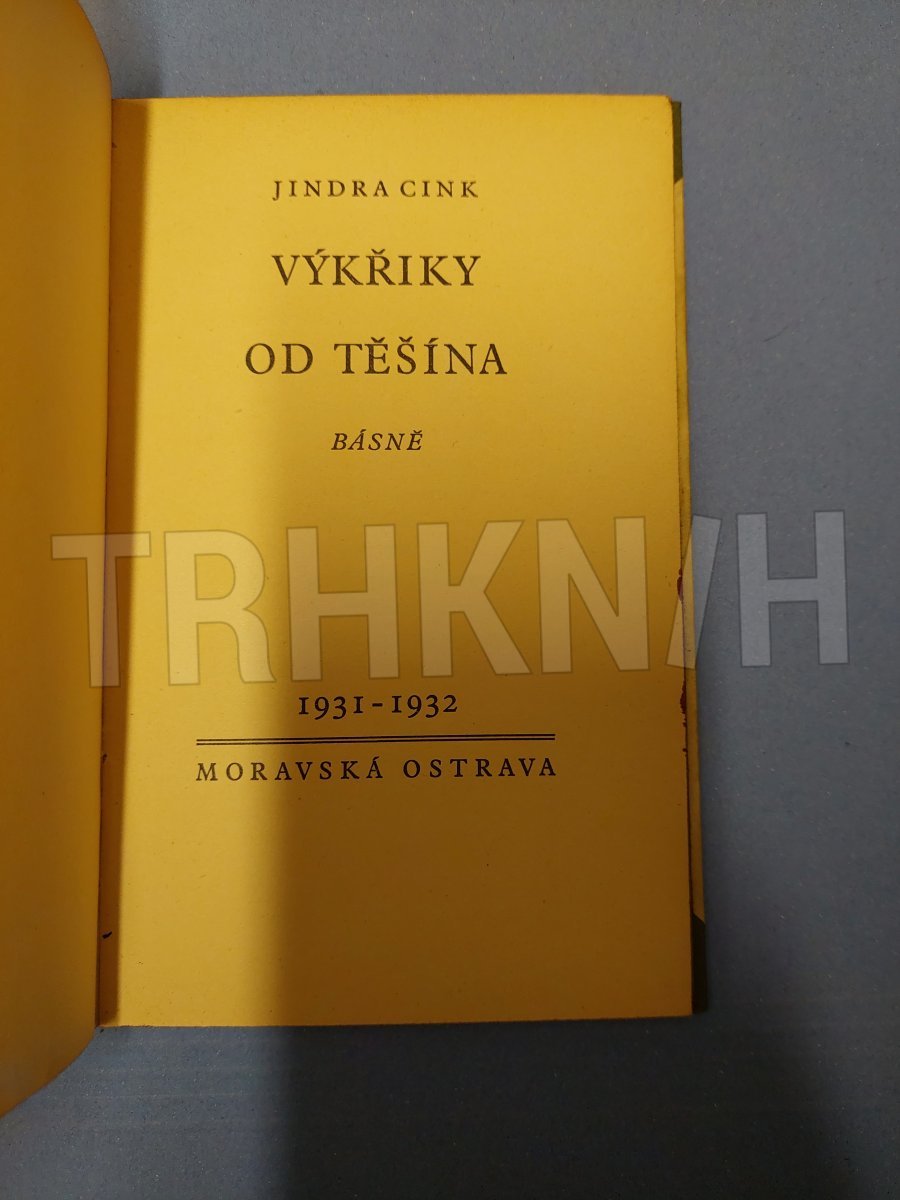 JINDRA CINK
VÝKŘIKY
OD TĚŠÍNA
BÁSNĚ
TRHKNIH
1931-1932
MORAVSKÁ OSTRAVA